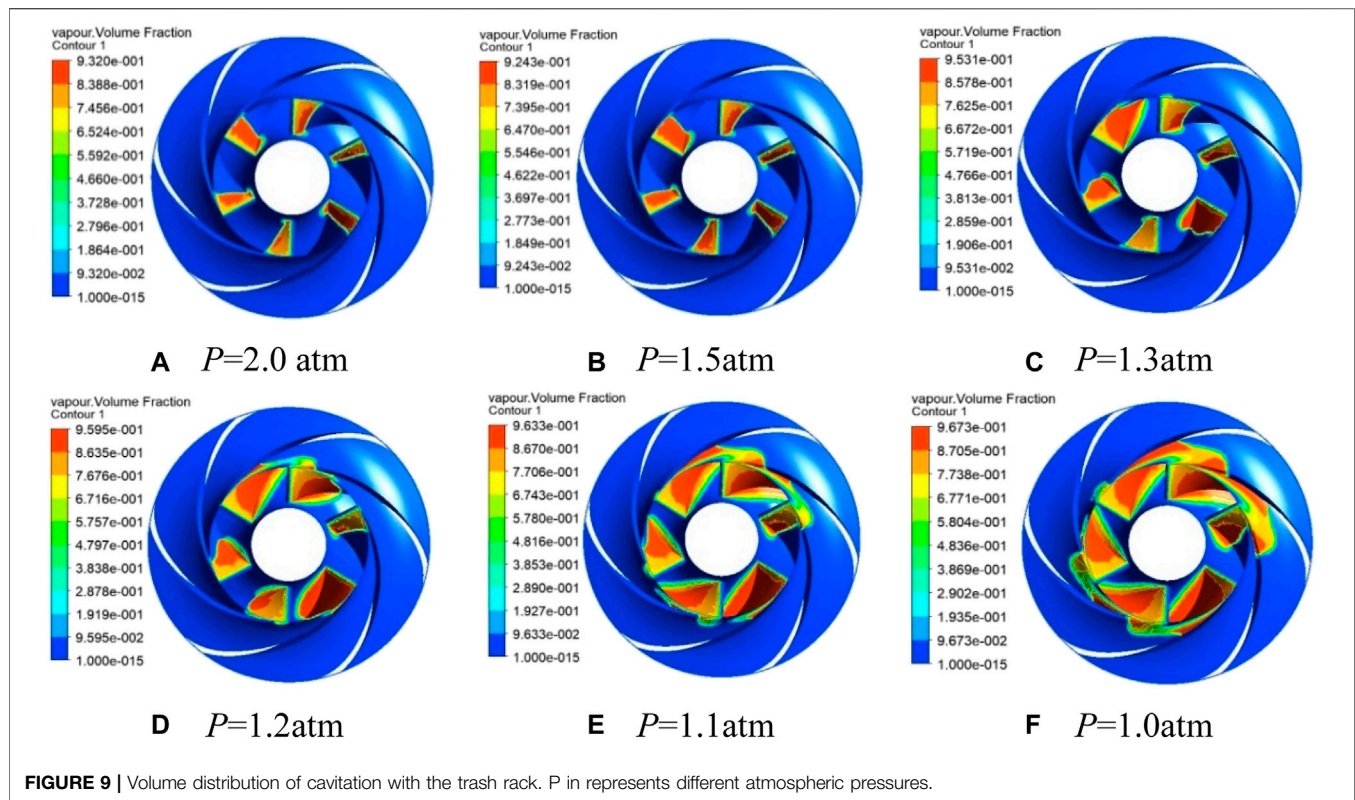 vapour.Volume Fraction
Contour 1
9.320e-001
8.388e-001
7.456e-001
6.524e-001
5.592e-001
4.660e-001
3.728e-001
2.796e-001
1.864e-001
9.320e-002
1.000e-015
A P=2.0 atm
vapour.Volume Fraction
Contour 1
9.243e-001
8.319e-001
7.395e-001
6.470e-001
5.546e-001
4.622e-001
3.697e-001
2.773e-001
1.849e-001
9.243e-002
1.000e-015
B P=1.5atm
vapour.Volume Fraction
Contour 1
9.531e-001
8.578e-001
7.625e-001
6.672e-001
5.719e-001
4.766e-001
3.813e-001
2.859e-001
1.906e-001
9.531e-002
1.000e-015
C P=1.3atm
vapour.Volume Fraction
Contour 1
9.595e-001
8.635e-001
7.676e-001
6.716e-001
5.757e-001
4.797e-001
3.838e-001
2.878e-001
1.919e-001
9.595e-002
1.000e-015
D P=1.2atm
vapour.Volume Fraction
Contour 1
9.633e-001
8.670e-001
7.706e-001
6.743e-001
5.780e-001
4.816e-001
3.853e-001
2.890e-001
1.927e-001
9.633e-002
1.000e-015
E P=1.1atm
vapour.Volume Fraction
Contour 1
9.673e-001
8.705e-001
7.738e-001
6.771e-001
5.804e-001
4.836e-001
3.869e-001
2.902e-001
1.935e-001
9.673e-002
1.000e-015
F P=1.0atm
FIGURE 9 | Volume distribution of cavitation with the trash rack. P in represents different atmospheric pressures.